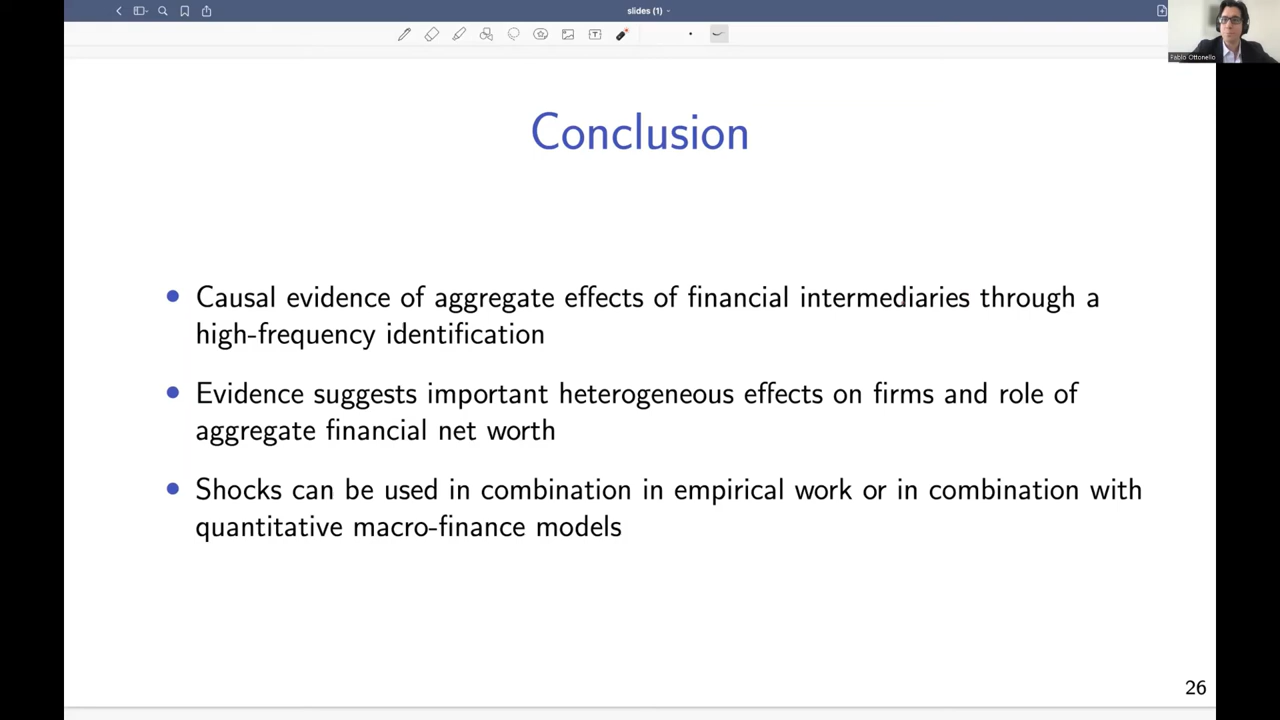 slides (1)
Pablo Ottonello
Conclusion
• Causal evidence of aggregate effects of financial intermediaries through a
high-frequency identification
• Evidence suggests important heterogeneous effects on firms and role of
aggregate financial net worth
• Shocks can be used in combination in empirical work or in combination with
quantitative macro-finance models
26